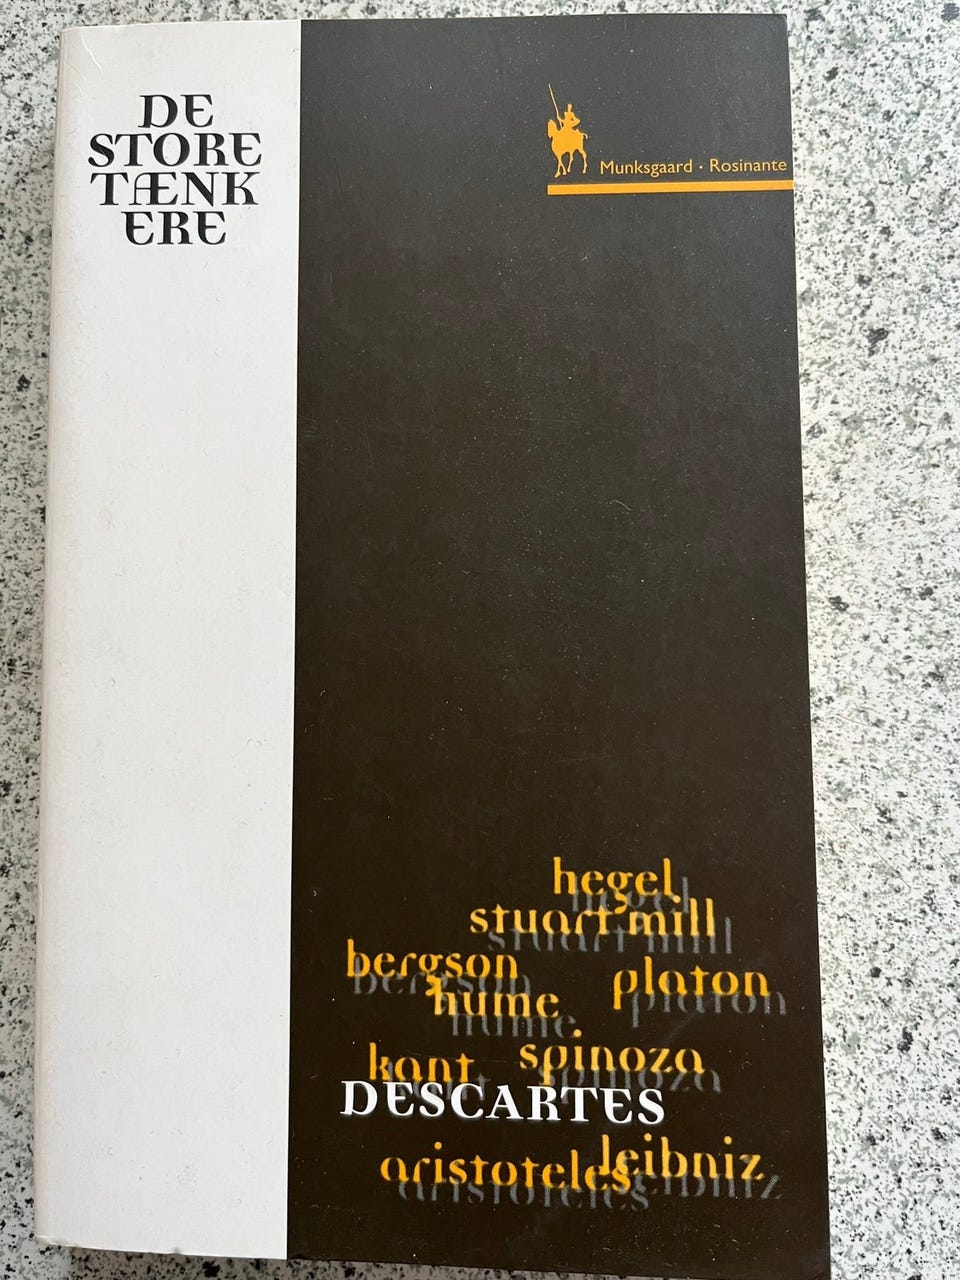 DE
STORE
TÆNK
ERE
Munksgaard · Rosinante
hegel
stuart mill
bergson
platon
hume
kant
spinoza
DESCARTES
leibniz
aristoteles